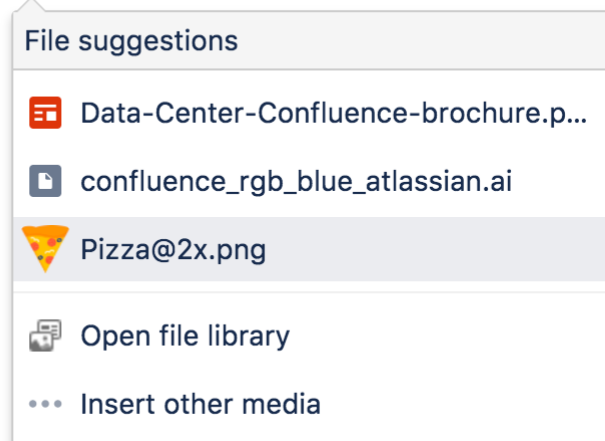 File suggestions
Data-Center-Confluence-brochure.p...
confluence_rgb_blue_atlassian.ai
Pizza@2x.png
Open file library
Insert other media